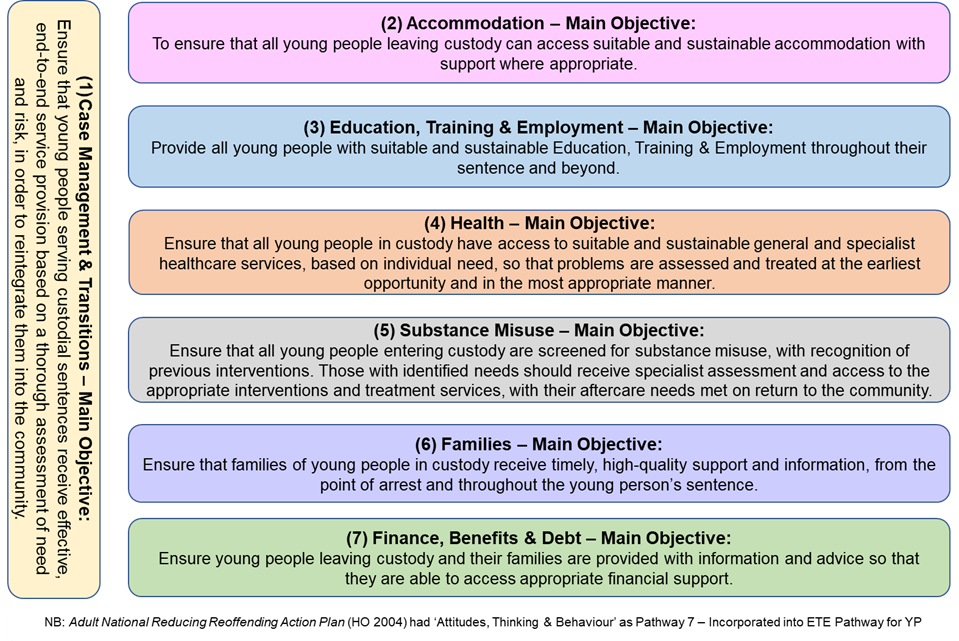 (1)Case Management & Transitions – Main Objective:
Ensure that young people serving custodial sentences receive effective,
end-to-end service provision based on a thorough assessment of need
and risk, in order to reintegrate them into the community.
(2) Accommodation – Main Objective:
To ensure that all young people leaving custody can access suitable and sustainable accommodation with
support where appropriate.
(3) Education, Training & Employment – Main Objective:
Provide all young people with suitable and sustainable Education, Training & Employment throughout their
sentence and beyond.
(4) Health – Main Objective:
Ensure that all young people in custody have access to suitable and sustainable general and specialist
healthcare services, based on individual need, so that problems are assessed and treated at the earliest
opportunity and in the most appropriate manner.
(5) Substance Misuse – Main Objective:
Ensure that all young people entering custody are screened for substance misuse, with recognition of
previous interventions. Those with identified needs should receive specialist assessment and access to the
appropriate interventions and treatment services, with their aftercare needs met on return to the community.
(6) Families – Main Objective:
Ensure that families of young people in custody receive timely, high-quality support and information, from the
point of arrest and throughout the young person’s sentence.
(7) Finance, Benefits & Debt – Main Objective:
Ensure young people leaving custody and their families are provided with information and advice so that
they are able to access appropriate financial support.
NB: Adult National Reducing Reoffending Action Plan (HO 2004) had ‘Attitudes, Thinking & Behaviour’ as Pathway 7 – Incorporated into ETE Pathway for YP